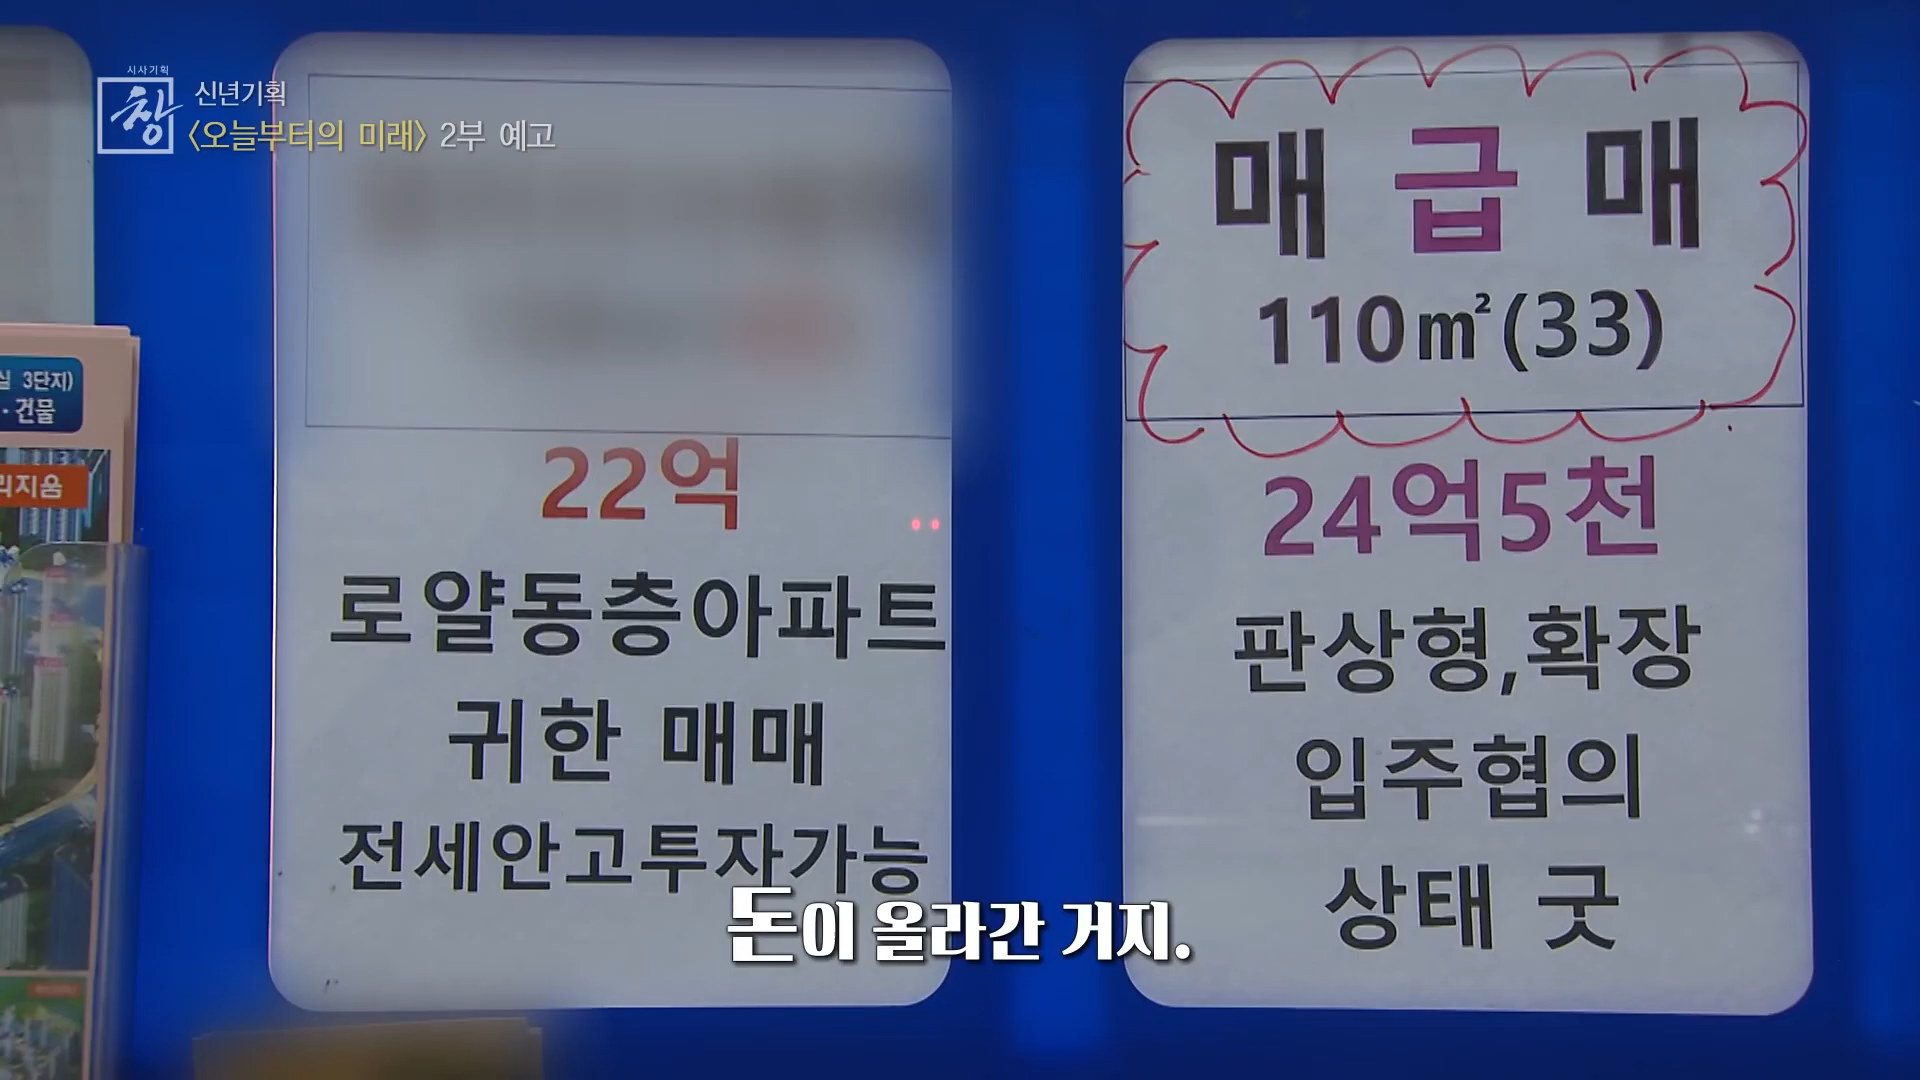 시사기획
창
신년기획
<오늘부터의 미래> 2부 예고
3단지)
·건물
리지움
22억
로얄동층아파트
귀한 매매
전세안고투자가능
매 급 매
110㎡(33)
24억5천
판상형,확장
입주협의
상태 굿
돈이 올라간 거지.